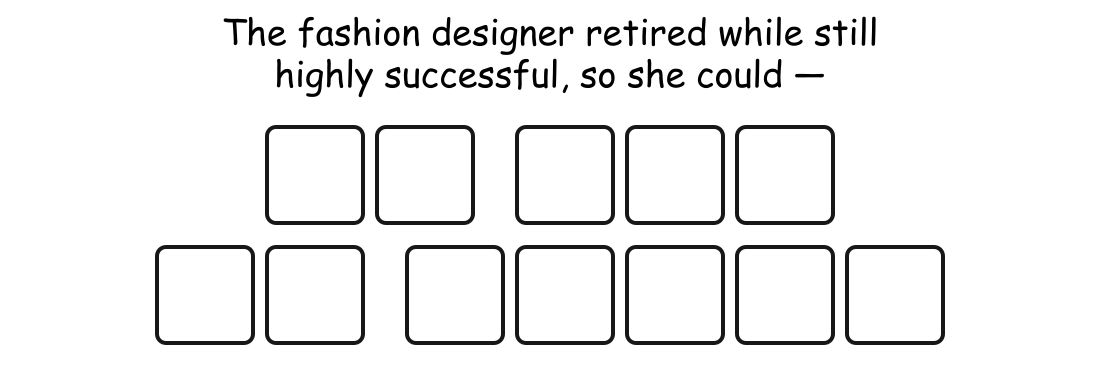 The fashion designer retired while still
highly successful, so she could —